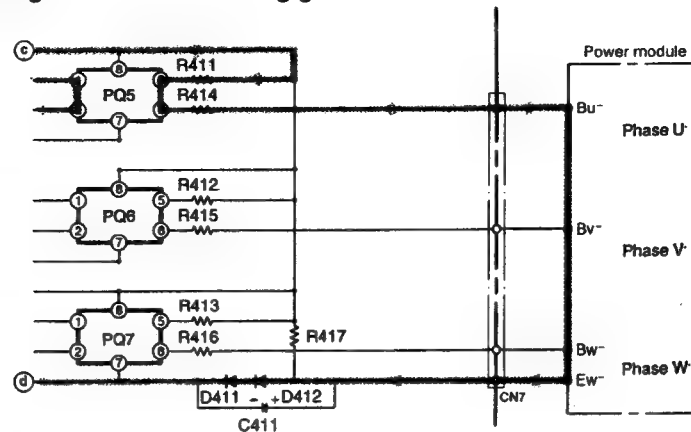 c
R411
Power module
8
PQ5
R414
Bu⁻
7
Phase U⁻
8
R412
1
5
PQ6
R415
2
6
Bv⁻
7
Phase V⁻
8
R413
1
5
PQ7
R417
R416
2
6
Bw⁻
7
Phase W⁻
d
Ew⁻
D411 - + D412
CN7
C411